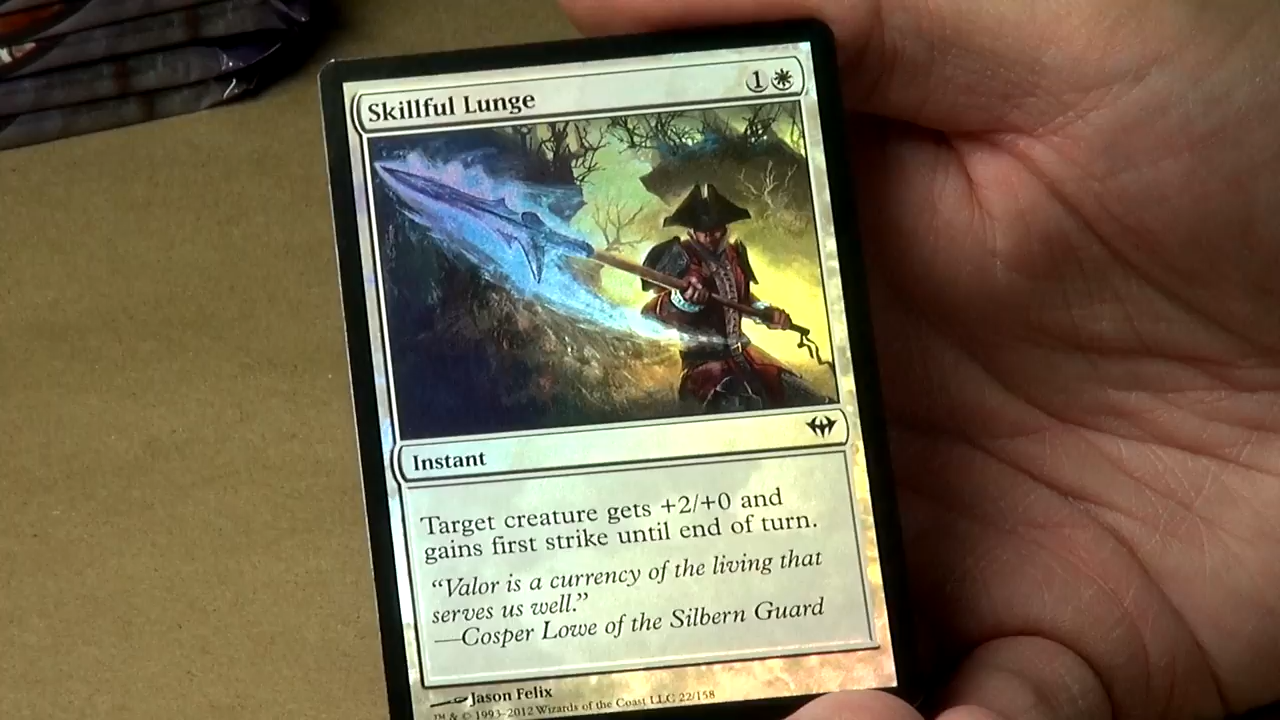 Skillful Lunge
1
Instant
Target creature gets +2/+0 and
gains first strike until end of turn.
“Valor is a currency of the living that
serves us well.”
—Cosper Lowe of the Silbern Guard
Jason Felix
™ & © 1993–2012 Wizards of the Coast LLC 22/158